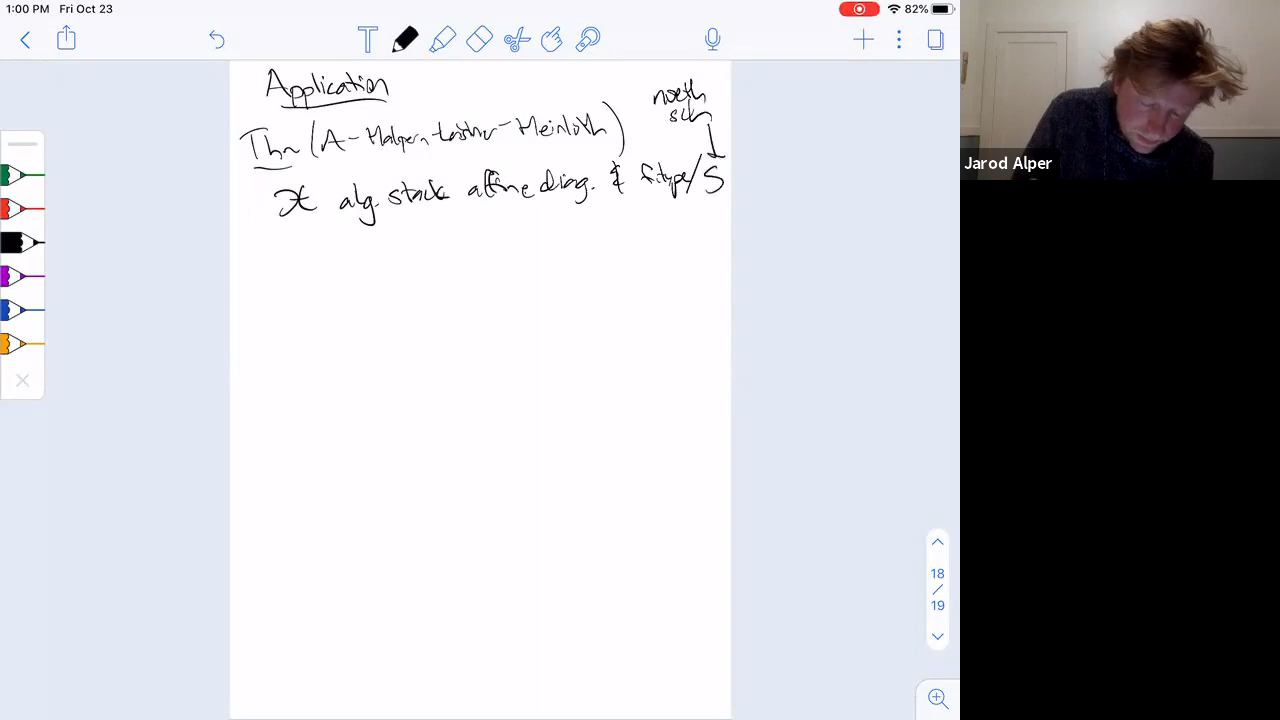 1:00 PM Fri Oct 23
82%
Application
noeth
sch
Thm (A-Halpern-Leistner-Heinloth)
X alg. stack affine diag. & f.type/S
18
/
19
Jarod Alper